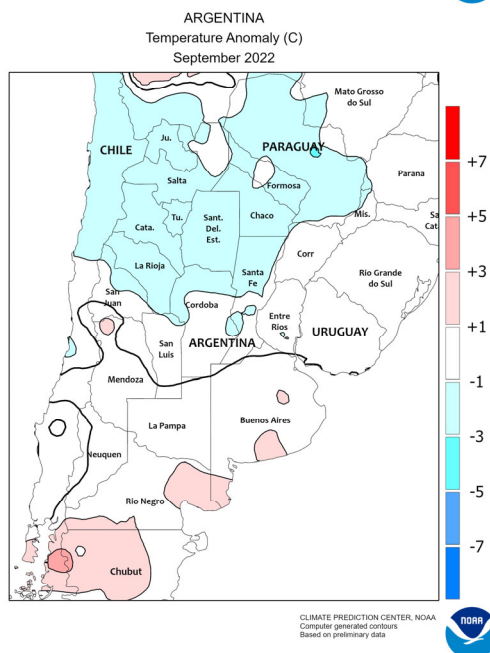 ARGENTINA
Temperature Anomaly (C)
September 2022
Mato Grosso
do Sul
Ju.
CHILE
PARAGUAY
Parana
Salta
Formosa
Tu.
Sant.
Del.
Est.
Chaco
Mis.
Sa
Cat
Cata.
Corr
La Rioja
Santa
Fe
Rio Grande
do Sul
San
Juan
Cordoba
Entre
Rios
URUGUAY
San
Luis
ARGENTINA
Mendoza
La Pampa
Buenos Aires
Neuquen
Rio Negro
Chubut
+7
+5
+3
+1
-1
-3
-5
-7
CLIMATE PREDICTION CENTER, NOAA
Computer generated contours
Based on preliminary data
NOAA